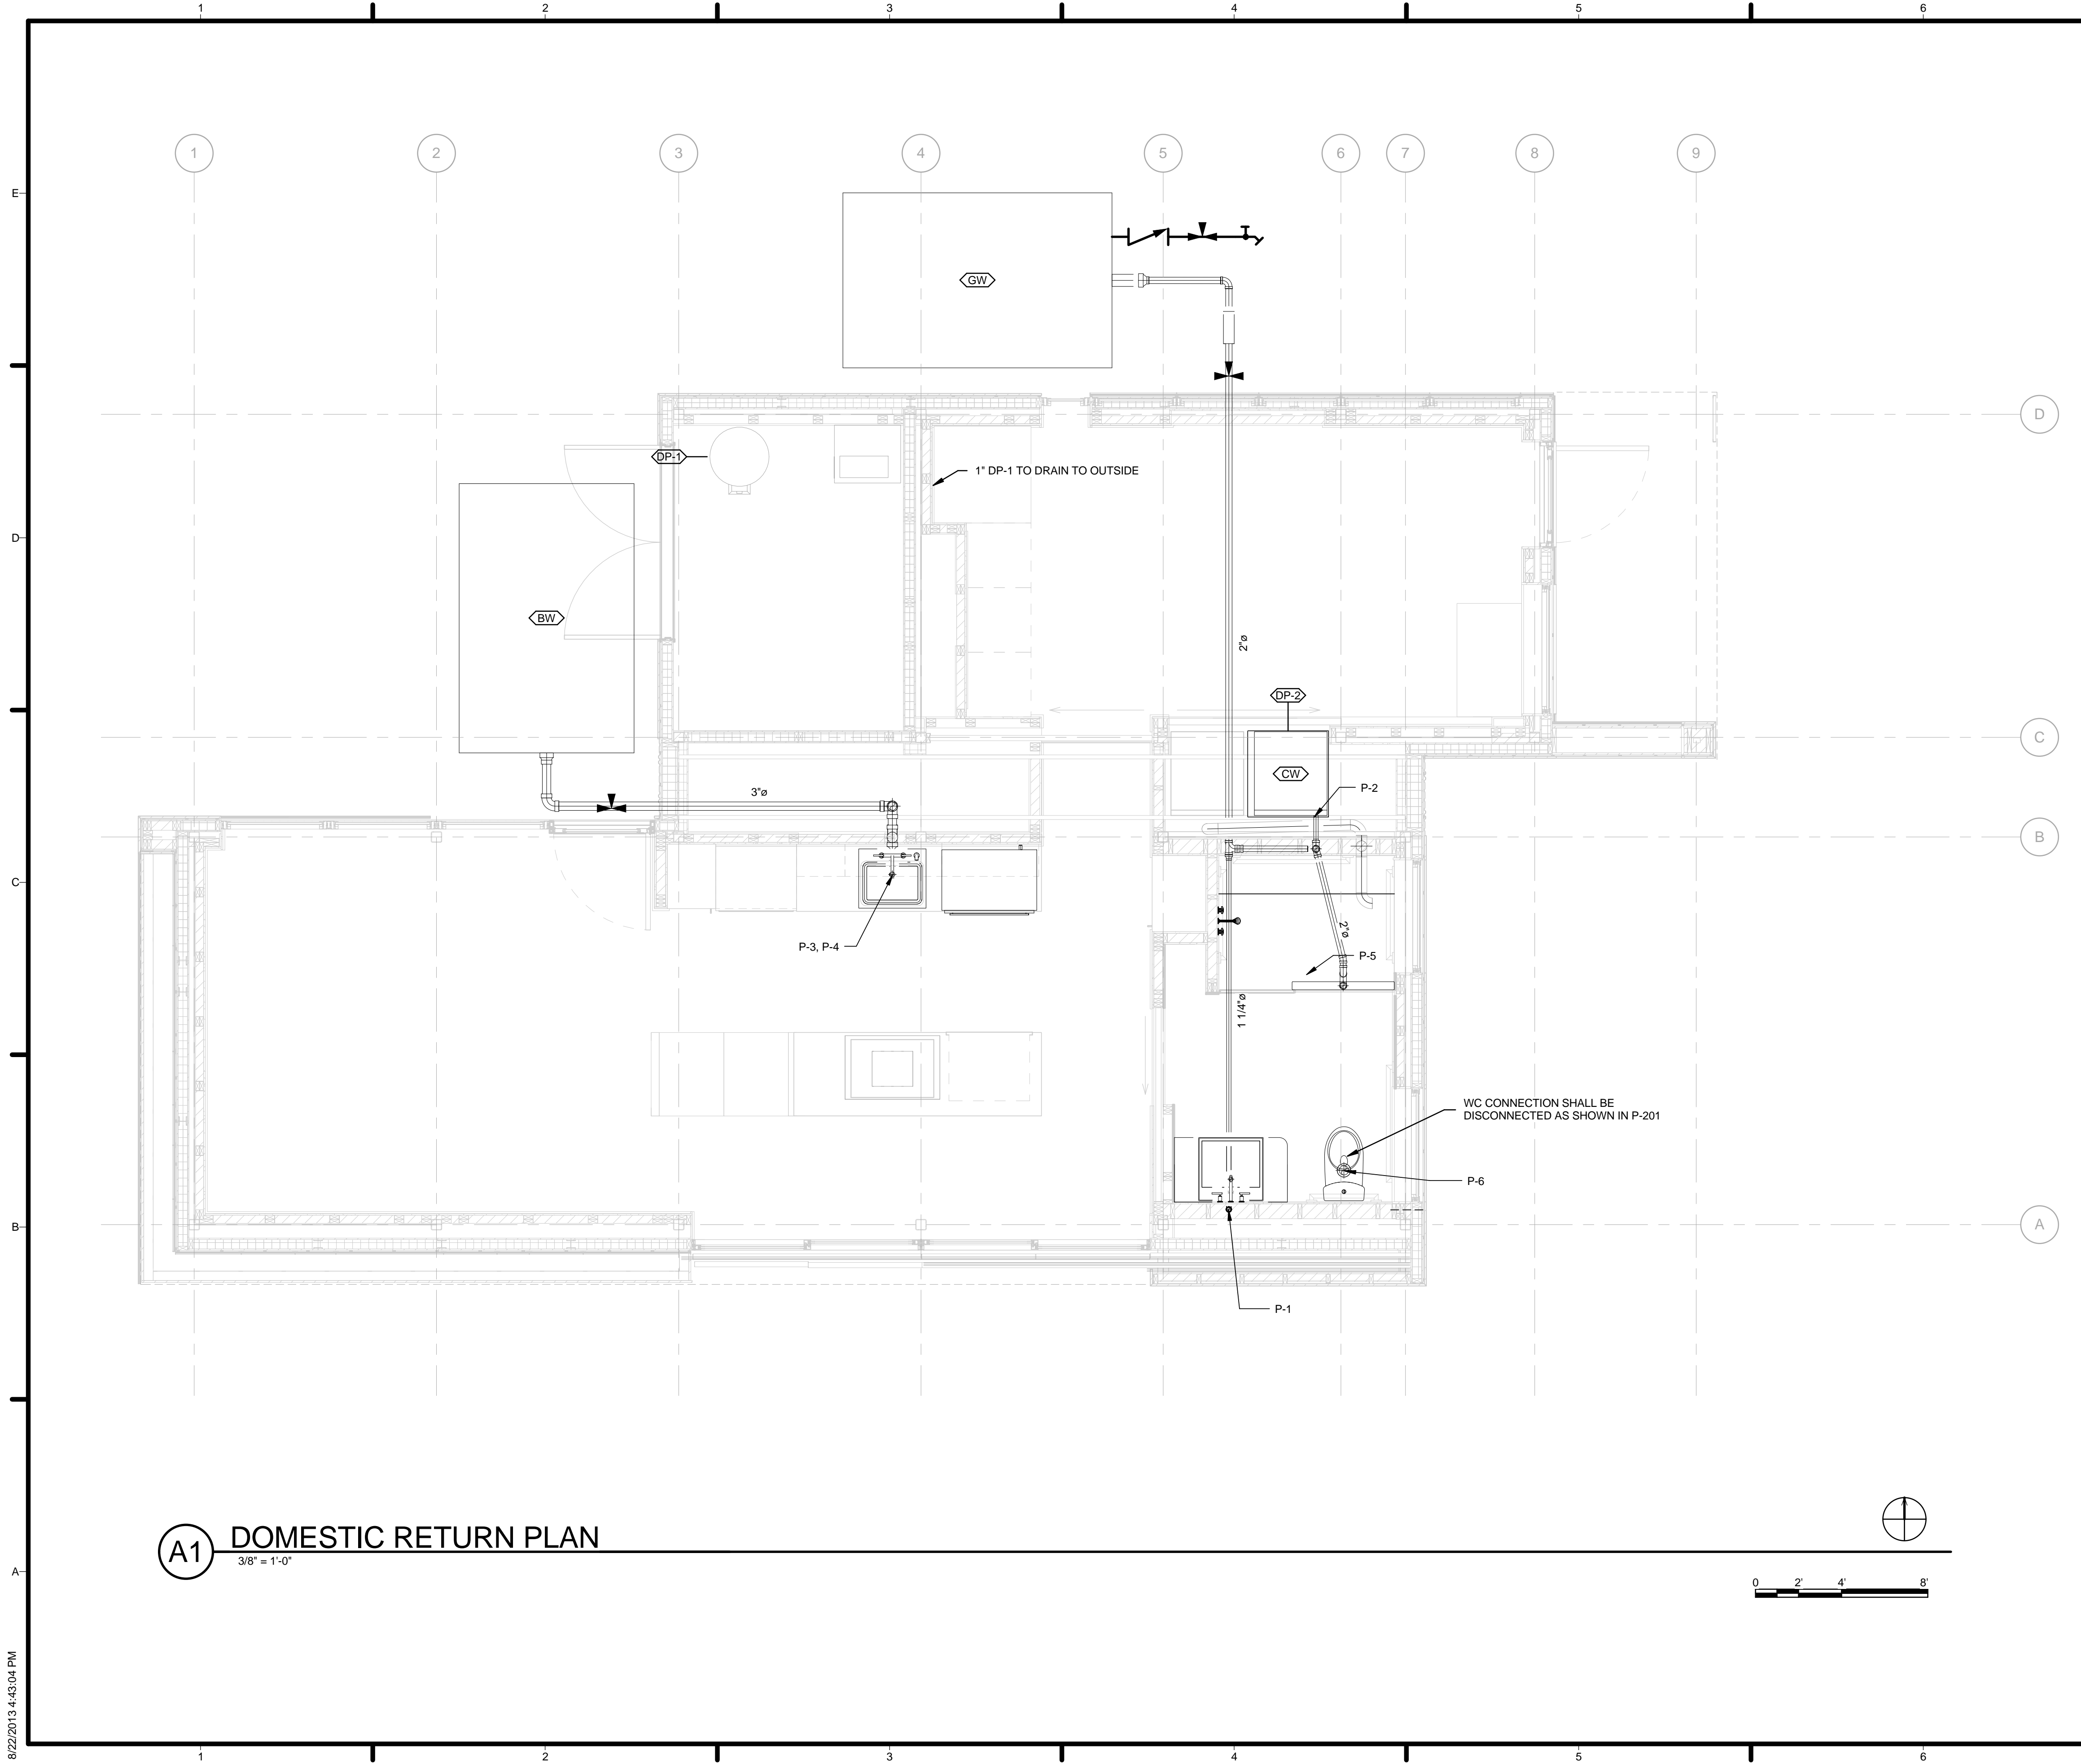 1 2 3 4 5 6
1 2 3 4 5 6 7 8 9
E
GW
D
DP-1
1" DP-1 TO DRAIN TO OUTSIDE
D
BW
2"ø
DP-2
C
CW
3"ø
P-2
B
C
P-3, P-4
2"ø
P-5
1 1/4"ø
WC CONNECTION SHALL BE
DISCONNECTED AS SHOWN IN P-201
P-6
B
A
P-1
A1 DOMESTIC RETURN PLAN
3/8" = 1'-0"
A
0 2' 4' 8'
8/22/2013 4:43:04 PM
1 2 3 4 5 6